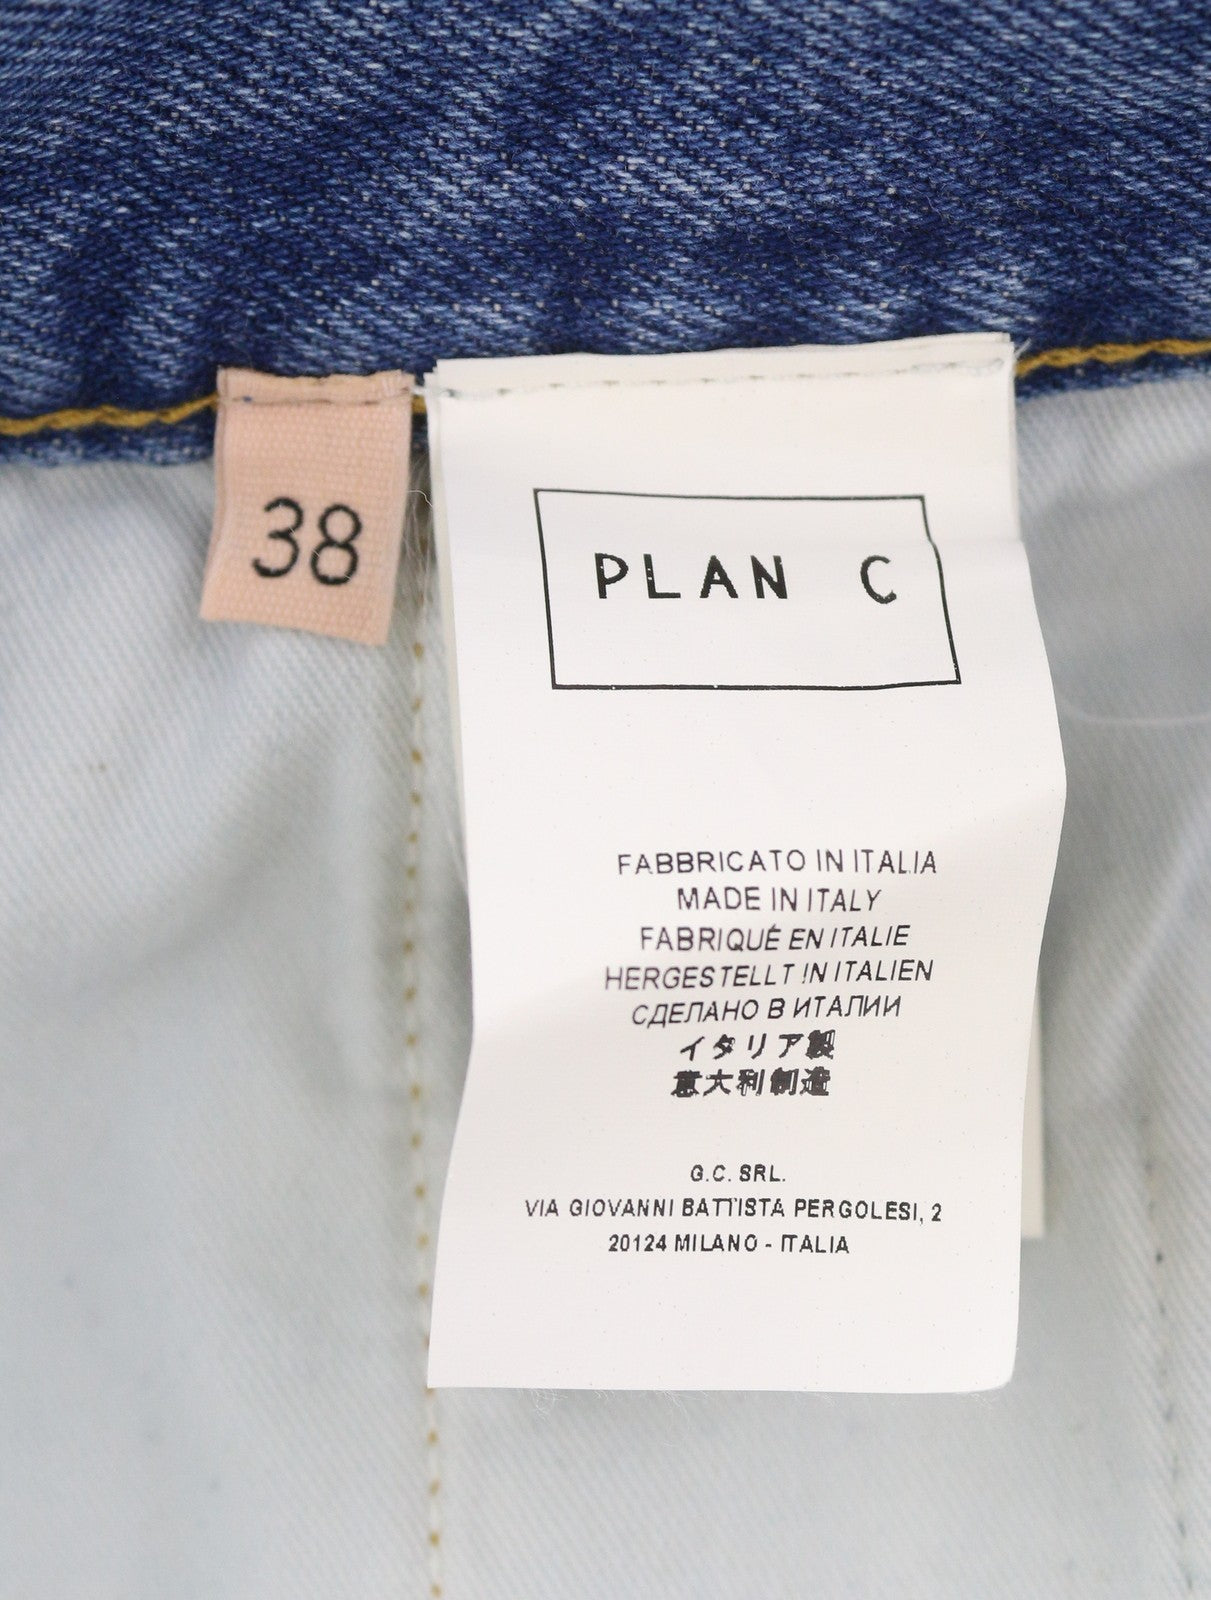 38
PLAN C
FABBRICATO IN ITALIA
MADE IN ITALY
FABRIQUÉ EN ITALIE
HERGESTELLT IN ITALIEN
СДЕЛАНО В ИТАЛИИ
イタリア製
意大利制造
G.C. SRL.
VIA GIOVANNI BATTISTA PERGOLESI, 2
20124 MILANO - ITALIA